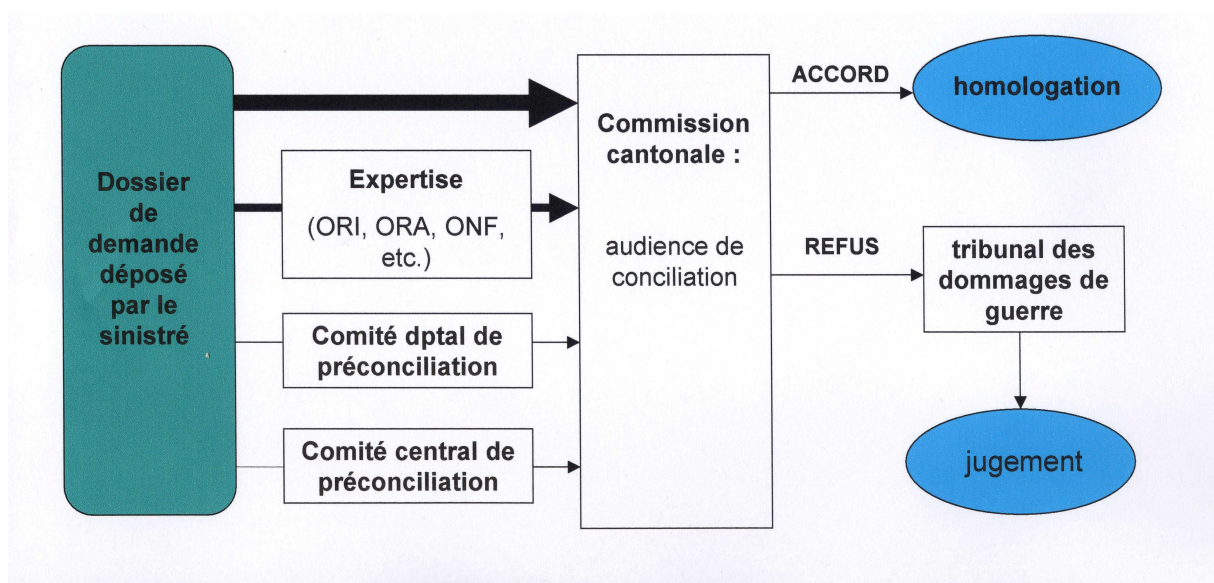 Dossier
de
demande
déposé
par le
sinistré
Expertise
(ORI, ORA, ONF,
etc.)
Comité dptal de
préconciliation
Comité central de
préconciliation
Commission
cantonale :
audience de
conciliation
ACCORD
homologation
REFUS
tribunal des
dommages de
guerre
jugement